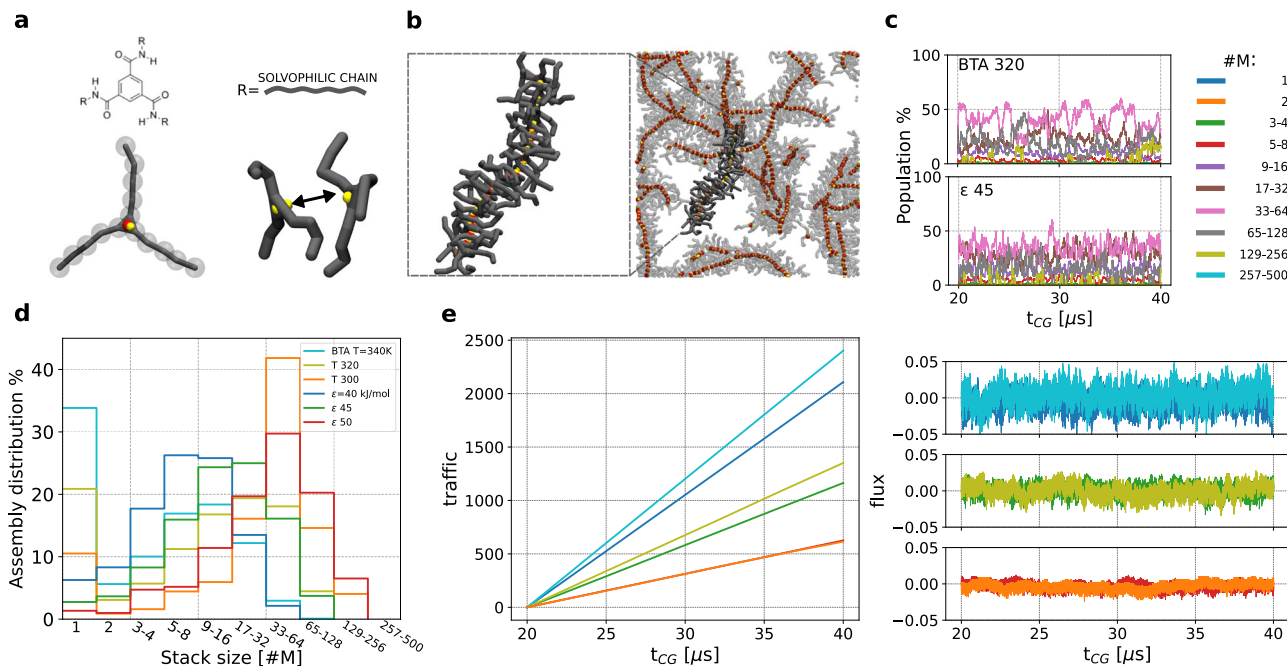 a
R
O
N
H
H
N
R
O
O
N
H
R
SOLVOPHILIC CHAIN
R=
b
c
BTA 320
100
50
0
ε 45
100
50
0
Population %
20
30
40
tCG [μs]
#M:
1
2
3-4
5-8
9-16
17-32
33-64
65-128
129-256
257-500
d
Assembly distribution %
40
30
20
10
0
BTA T=340K
T 320
T 300
ε=40 kJ/mol
ε 45
ε 50
1
2
3-4
5-8
9-16
17-32
33-64
65-128
129-256
257-500
Stack size [#M]
e
traffic
2500
2000
1500
1000
500
0
20
25
30
35
40
tCG [μs]
flux
0.05
0.00
−0.05
0.05
0.00
−0.05
0.05
0.00
−0.05
20
25
30
35
40
tCG [μs]